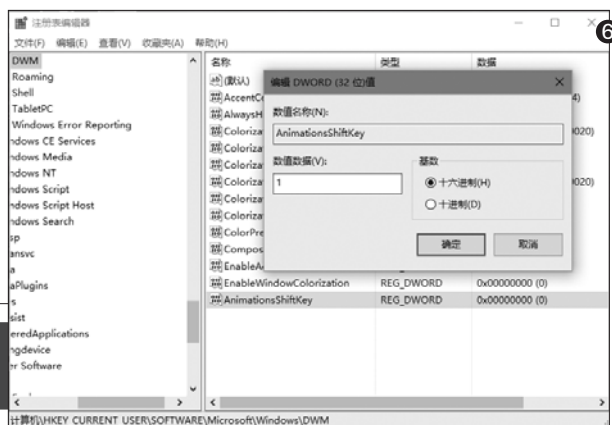 注册表编辑器
6
文件(F) 编辑(E) 查看(V) 收藏夹(A) 帮助(H)
DWM
Roaming
Shell
TabletPC
Windows Error Reporting
ndows CE Services
ndows Media
ndows NT
ndows Script
ndows Script Host
ndows Search
sp
ansvc
a
aPlugins
s
sist
eredApplications
ngdevice
er Software
名称 类型 数据
(默认)
AccentC 4)
AlwaysH
Coloriza 020)
Coloriza
Coloriza
Coloriza 020)
Coloriza
Coloriza
ColorPre
Compos
EnableA
EnableWindowColorization REG_DWORD 0x00000000 (0)
AnimationsShiftKey REG_DWORD 0x00000000 (0)
编辑 DWORD (32 位)值
数值名称(N):
AnimationsShiftKey
数值数据(V):
1
基数
十六进制(H)
十进制(D)
确定 取消
计算机\HKEY_CURRENT_USER\SOFTWARE\Microsoft\Windows\DWM